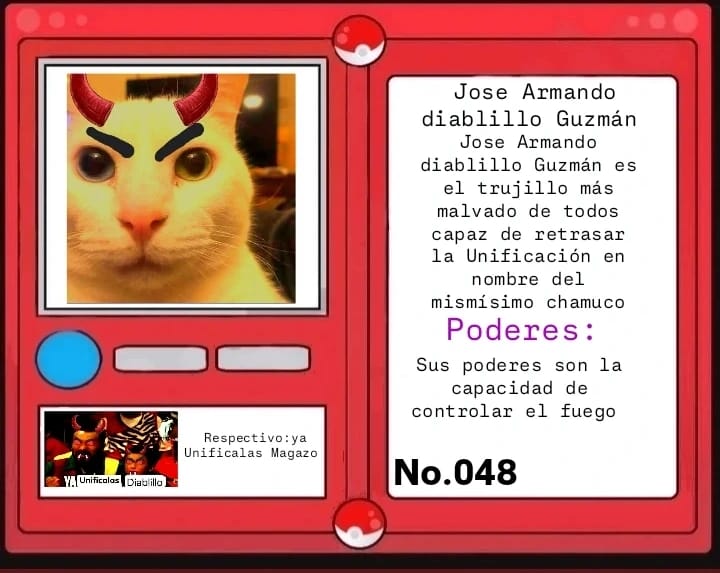 Jose Armando
diablillo Guzmán
Jose Armando
diablillo Guzmán es
el trujillo más
malvado de todos
capaz de retrasar
la Unificación en
nombre del
mismísimo chamuco
Poderes:
Sus poderes son la
capacidad de
controlar el fuego
No.048
Respectivo:ya
Unificalas Magazo
YA Unificalas Diablillo